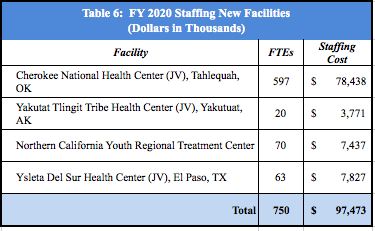 Table 6:  FY 2020 Staffing New Facilities
(Dollars in Thousands)
Facility FTEs Staffing Cost
Cherokee National Health Center (JV), Tahlequah, OK 597 $ 78,438
Yakutat Tlingit Tribe Health Center (JV), Yakutuat, AK 20 $ 3,771
Northern California Youth Regional Treatment Center 70 $ 7,437
Ysleta Del Sur Health Center (JV), El Paso, TX 63 $ 7,827
Total 750 $ 97,473